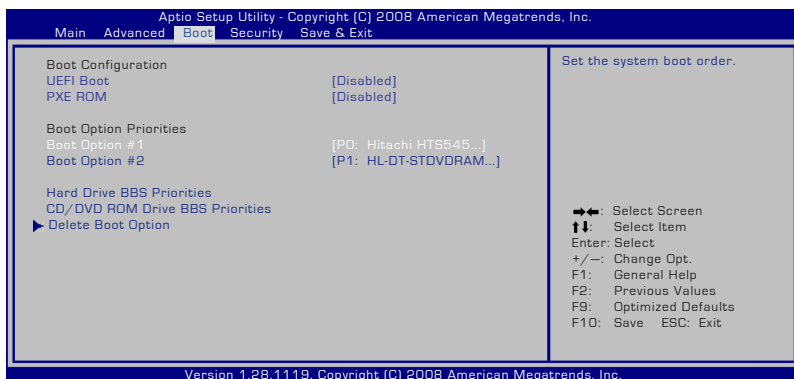 Aptio Setup Utility - Copyright (C) 2008 American Megatrends, Inc.
Main Advanced Boot Security Save & Exit
Boot Configuration
UEFI Boot [Disabled]
PXE ROM [Disabled]
Boot Option Priorities
Boot Option #1 [P0: Hitachi HTS545...]
Boot Option #2 [P1: HL-DT-STDVDRAM...]
Hard Drive BBS Priorities
CD/DVD ROM Drive BBS Priorities
Delete Boot Option
Set the system boot order.
→←: Select Screen
↑↓: Select Item
Enter: Select
+/—: Change Opt.
F1: General Help
F2: Previous Values
F9: Optimized Defaults
F10: Save ESC: Exit
Version 1.28.1119. Copyright (C) 2008 American Megatrends, Inc.